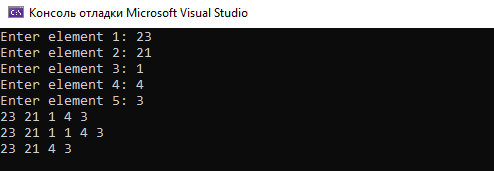 Консоль отладки Microsoft Visual Studio
Enter element 1: 23
Enter element 2: 21
Enter element 3: 1
Enter element 4: 4
Enter element 5: 3
23 21 1 4 3
23 21 1 1 4 3
23 21 4 3